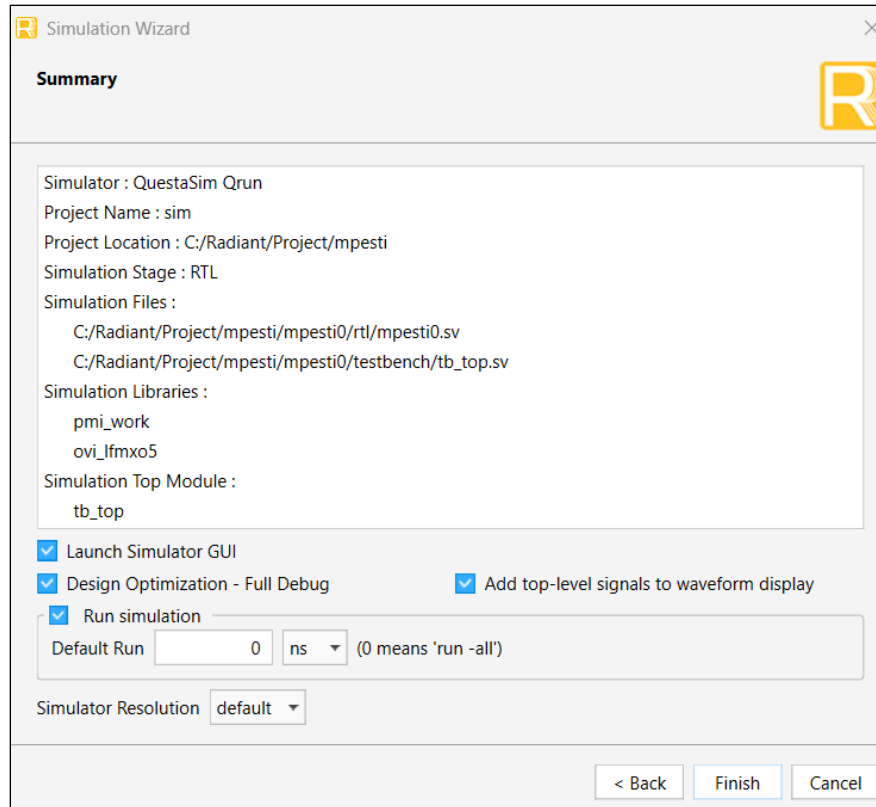 Simulation Wizard
Summary
Simulator : QuestaSim Qrun
Project Name : sim
Project Location : C:/Radiant/Project/mpesti
Simulation Stage : RTL
Simulation Files :
C:/Radiant/Project/mpesti/mpesti0/rtl/mpesti0.sv
C:/Radiant/Project/mpesti/mpesti0/testbench/tb_top.sv
Simulation Libraries :
pmi_work
ovi_lfmxo5
Simulation Top Module :
tb_top
Launch Simulator GUI
Design Optimization - Full Debug Add top-level signals to waveform display
Run simulation
Default Run 0 ns (0 means 'run -all')
Simulator Resolution default
< Back Finish Cancel